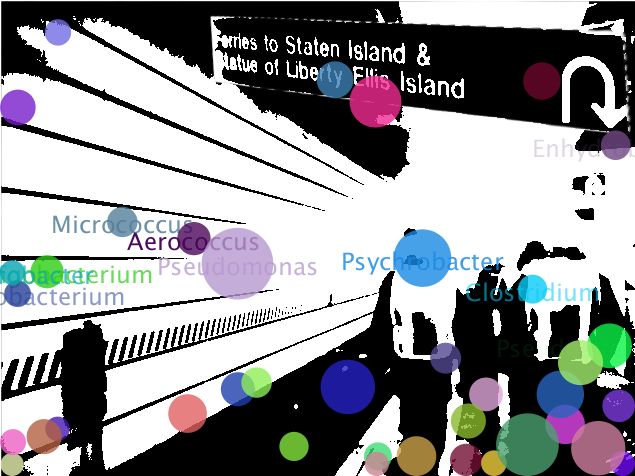 Ferries to Staten Island &
Statue of Liberty Ellis Island
Micrococcus
Aerococcus
Pseudomonas
Psychrobacter
Clostridium